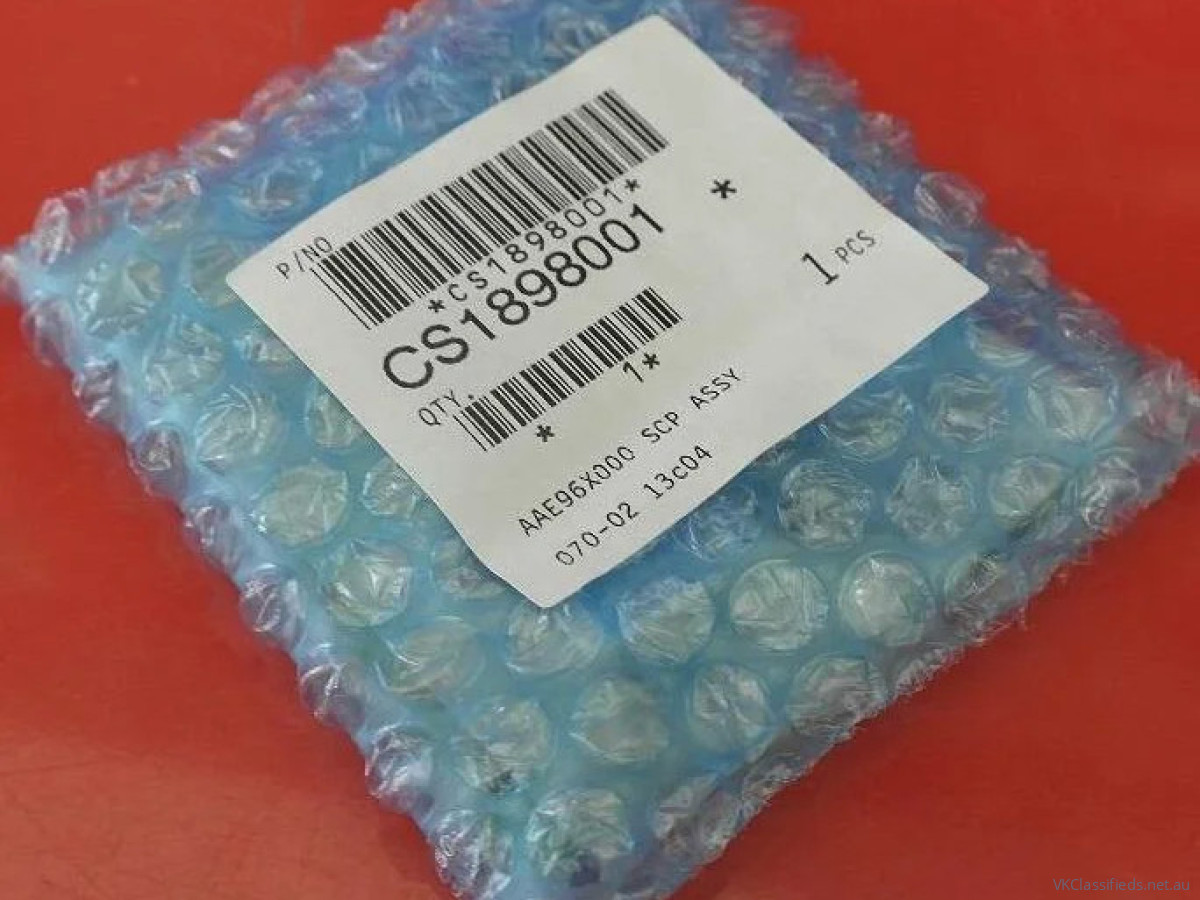 P/NO
*CS1898001*
CS1898001
*
QTY.
* 1*
1 PCS
AAE96X000 SCP ASSY
070-02 13c04
VKClassifieds.net.au